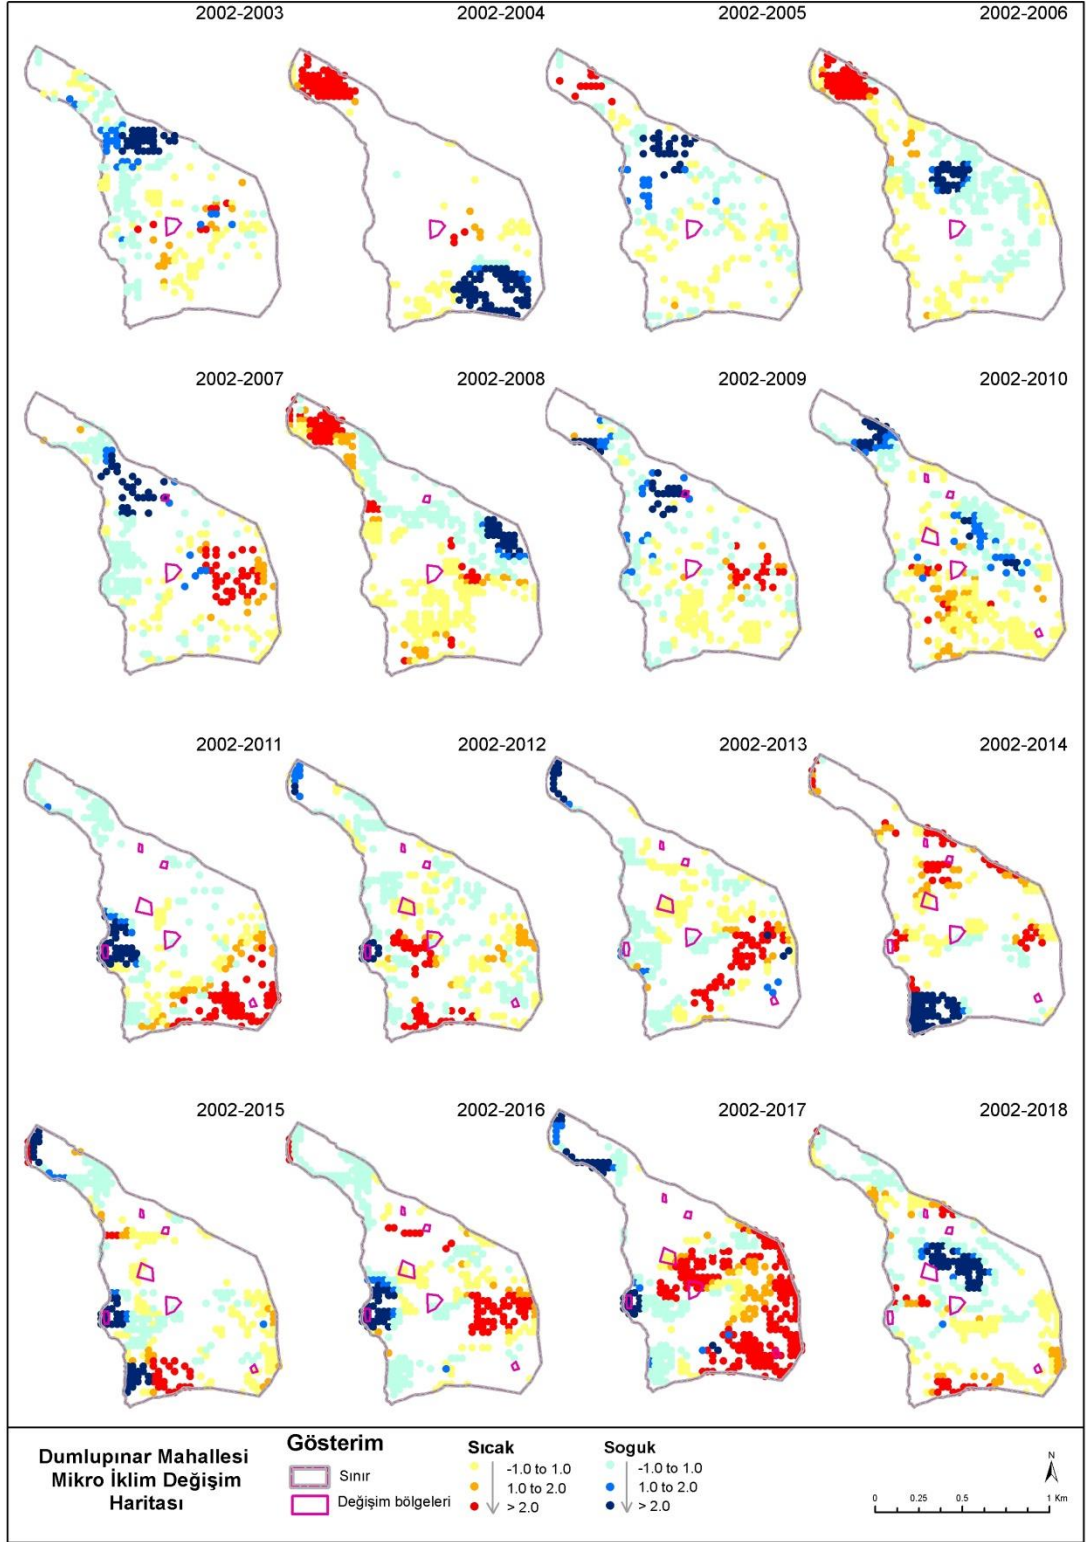 2002-2003
2002-2004
2002-2005
2002-2006
2002-2007
2002-2008
2002-2009
2002-2010
2002-2011
2002-2012
2002-2013
2002-2014
2002-2015
2002-2016
2002-2017
2002-2018
Dumlupınar Mahallesi
Mikro İklim Değişim
Haritası
Gösterim
Sınır
Değişim bölgeleri
Sıcak
-1.0 to 1.0
1.0 to 2.0
> 2.0
Soguk
-1.0 to 1.0
1.0 to 2.0
> 2.0
N
0 0.25 0.5 1 Km